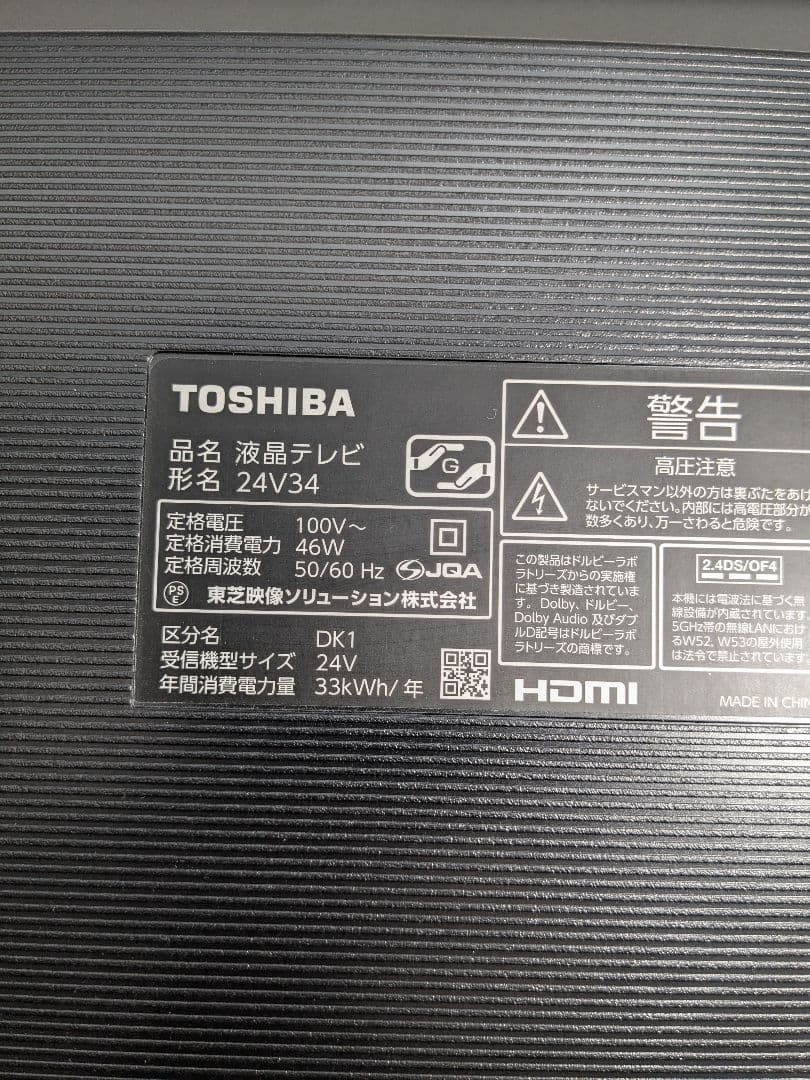 TOSHIBA
品名 液晶テレビ
形名 24V34
G
定格電圧 100V～
定格消費電力 46W
定格周波数 50/60 Hz
JQA
PSE
東芝映像ソリューション株式会社
区分名 DK1
受信機型サイズ 24V
年間消費電力量 33kWh/年
警告
高圧注意
サービスマン以外の方は裏ぶたをあけ
ないでください。内部には高電圧部分が
数多くあり、万一さわると危険です。
この製品はドルビーラボ
ラトリーズからの実施権
に基づき製造されていま
す。Dolby、ドルビー、
Dolby Audio 及びダブ
ルD記号はドルビーラボ
ラトリーズの商標です。
2.4DS/OF4
本機には電波法に基づく無
線設備が内蔵されています。
5GHz帯の無線LANにおけ
るW52, W53の屋外使用
は法令で禁止されています
HDMI
MADE IN CHIN